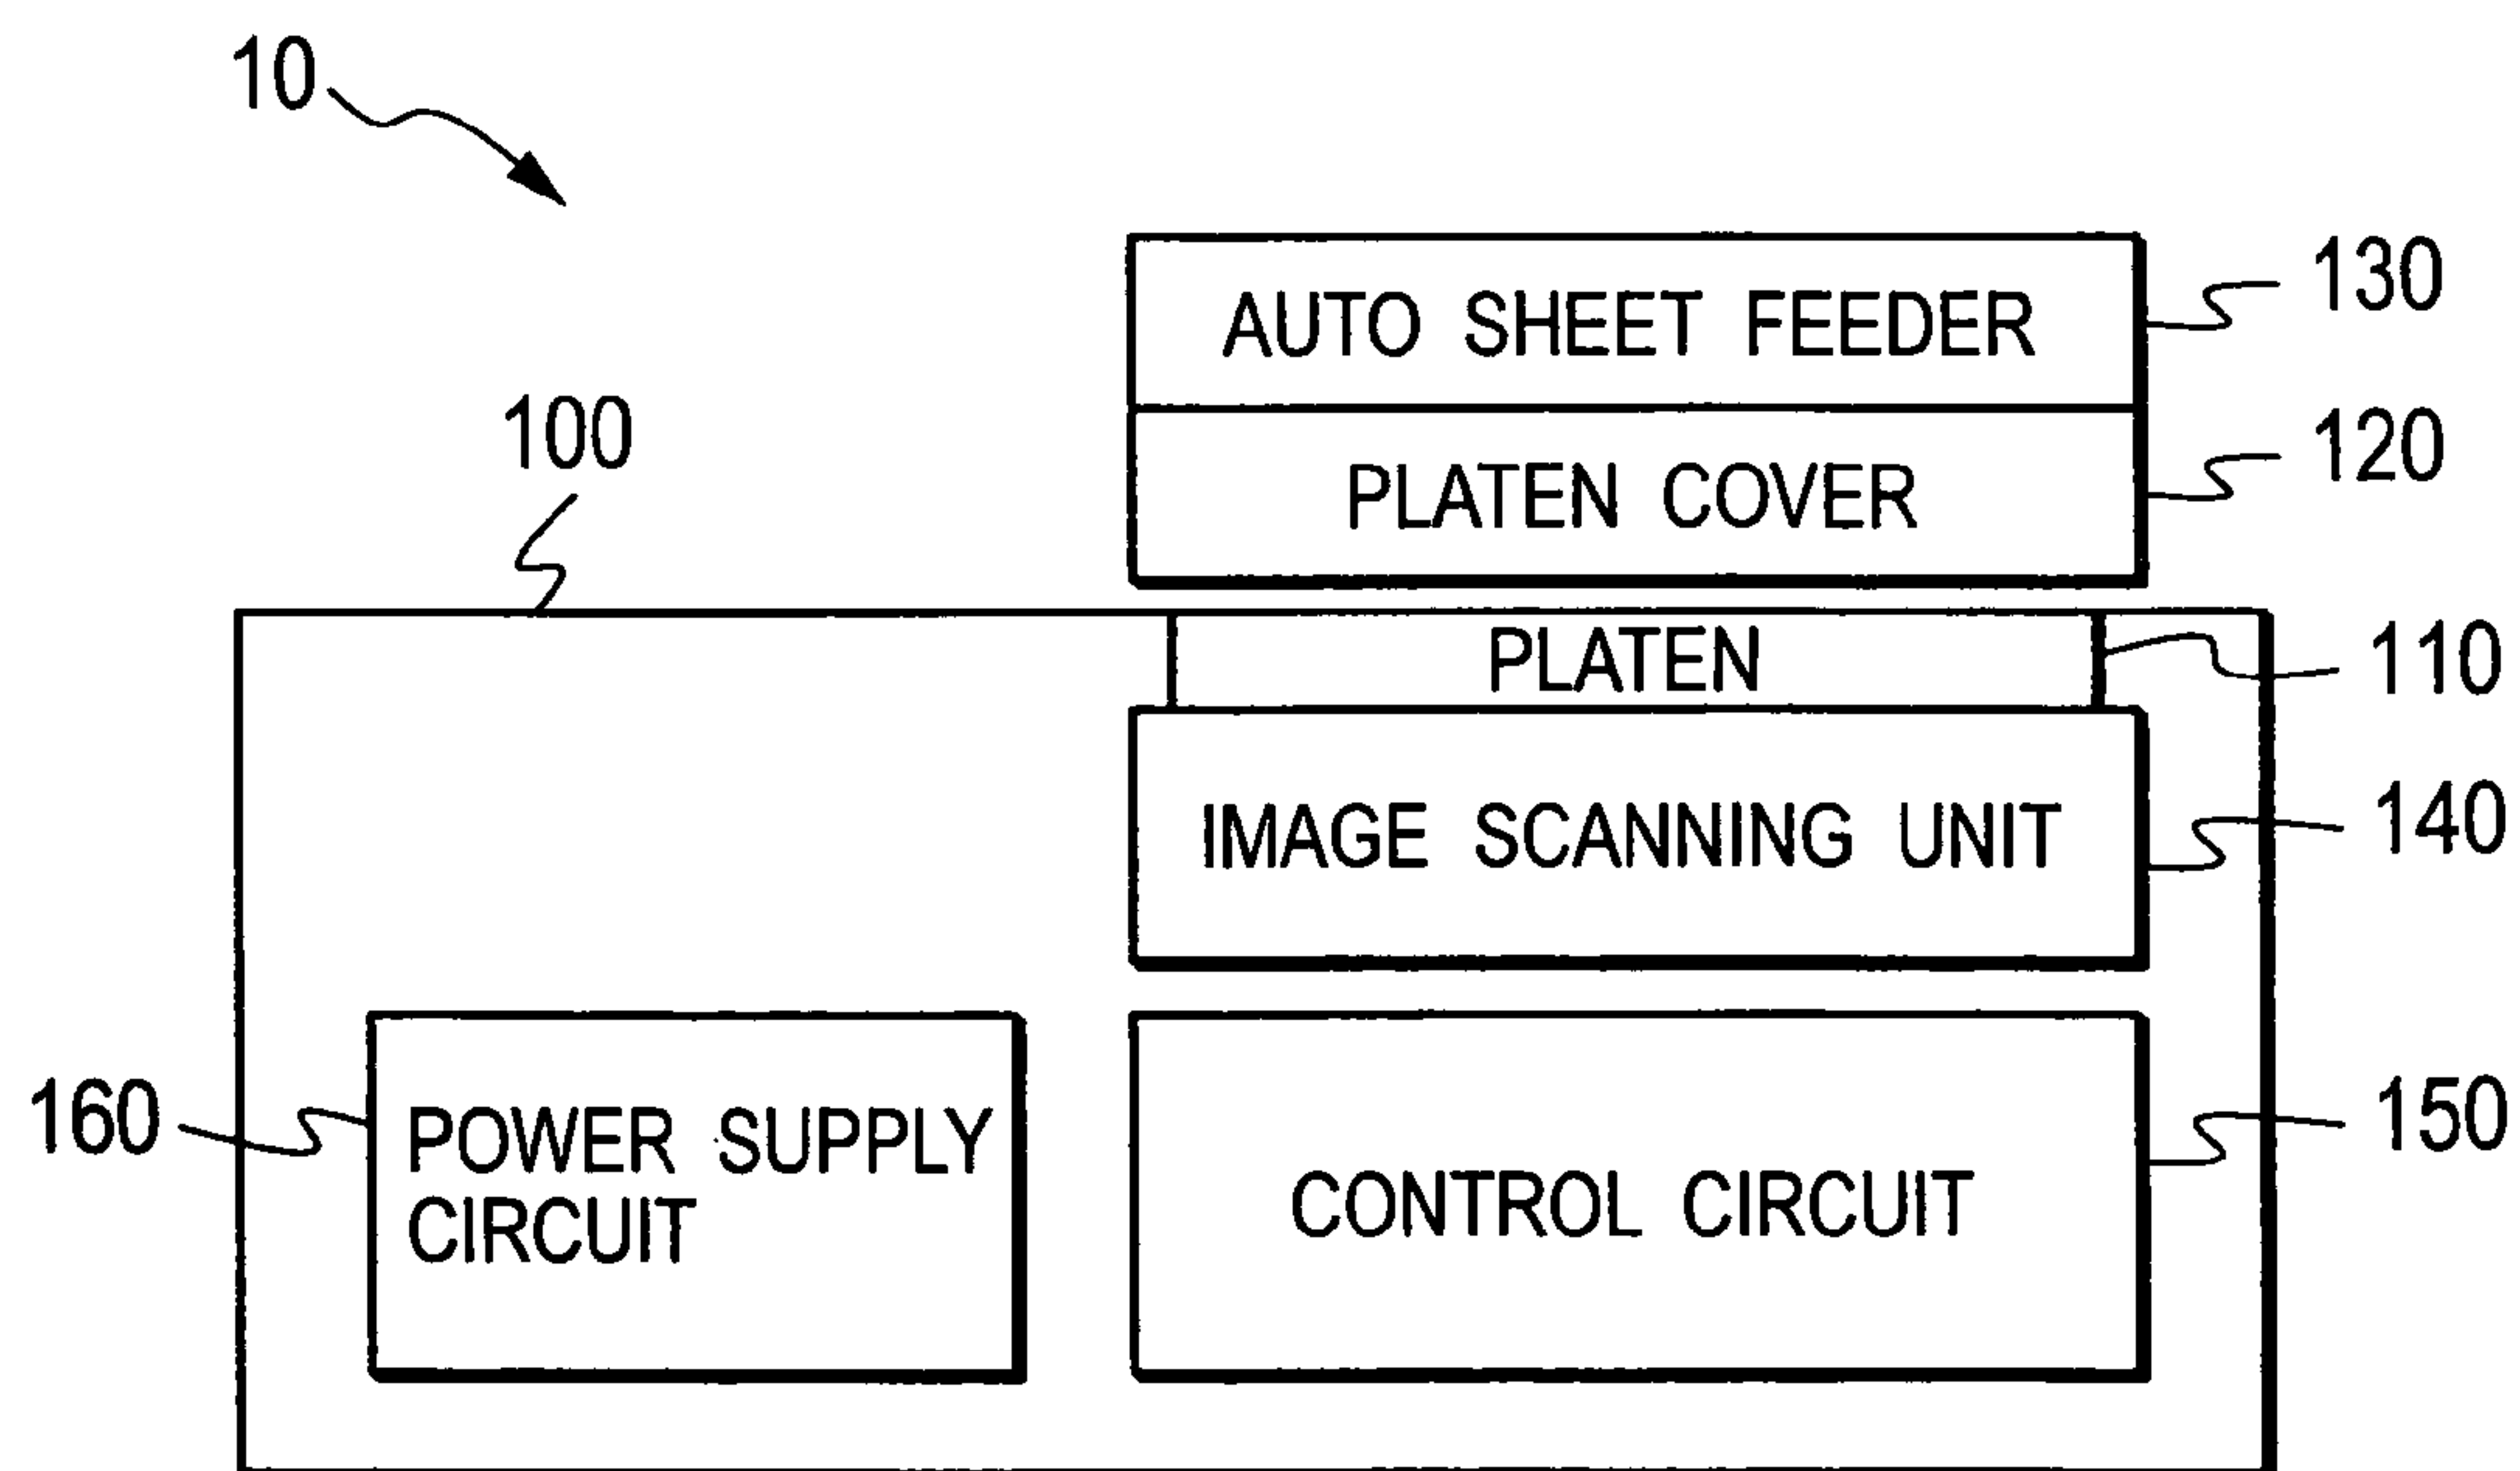 10
130
AUTO SHEET FEEDER
100
120
PLATEN COVER
PLATEN
110
IMAGE SCANNING UNIT
140
160
POWER SUPPLY
CIRCUIT
CONTROL CIRCUIT
150